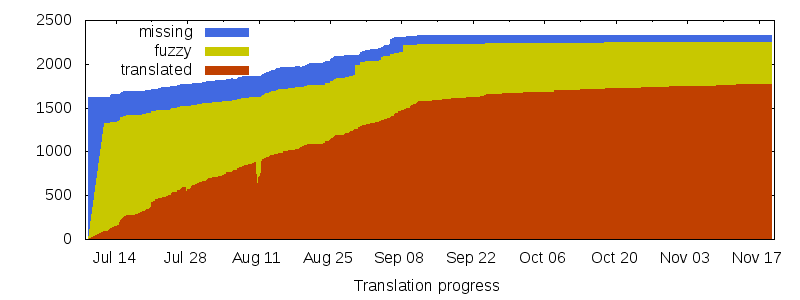 2500
2000
1500
1000
500
0
missing
fuzzy
translated
Jul 14 Jul 28 Aug 11 Aug 25 Sep 08 Sep 22 Oct 06 Oct 20 Nov 03 Nov 17
Translation progress